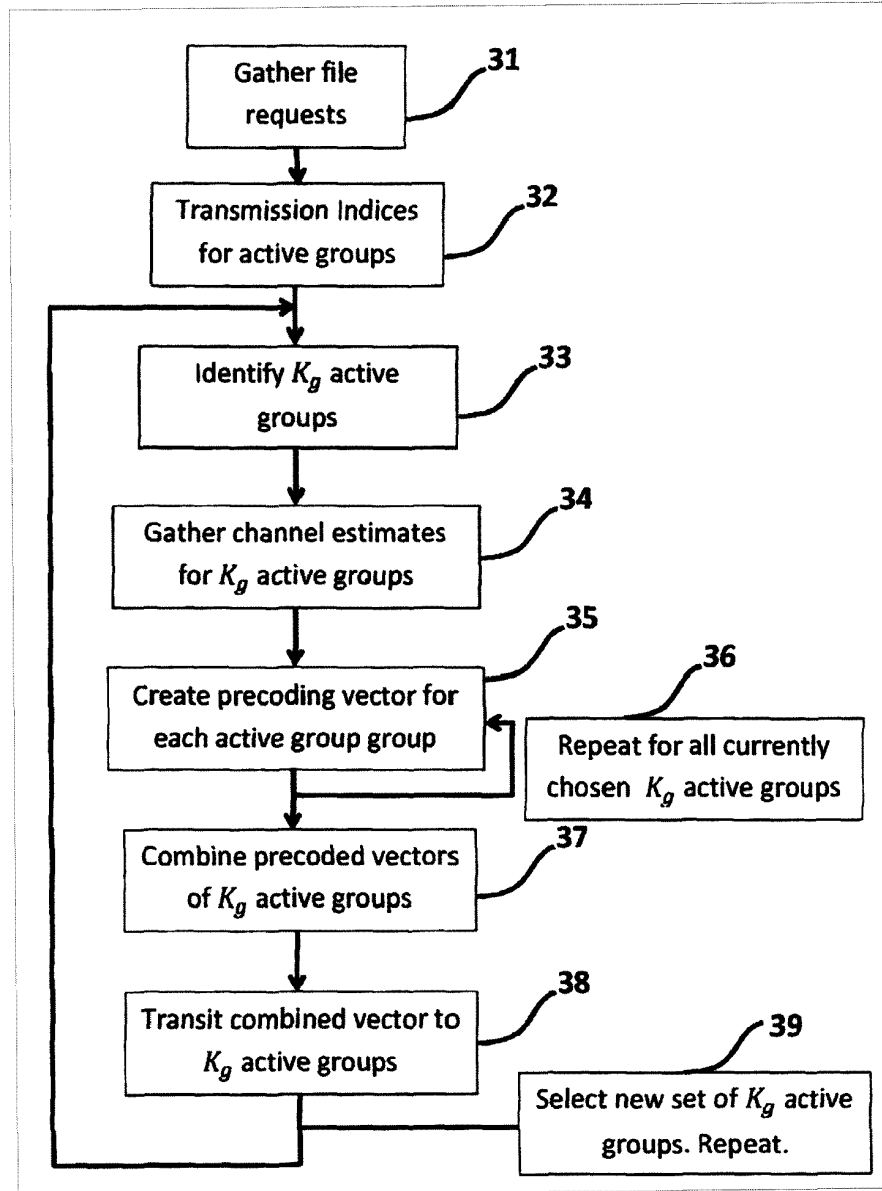 31
Gather file
requests
32
Transmission Indices
for active groups
33
Identify K_g active
groups
34
Gather channel estimates
for K_g active groups
35
Create precoding vector for
each active group group
36
Repeat for all currently
chosen K_g active groups
37
Combine precoded vectors
of K_g active groups
38
Transit combined vector to
K_g active groups
39
Select new set of K_g active
groups. Repeat.